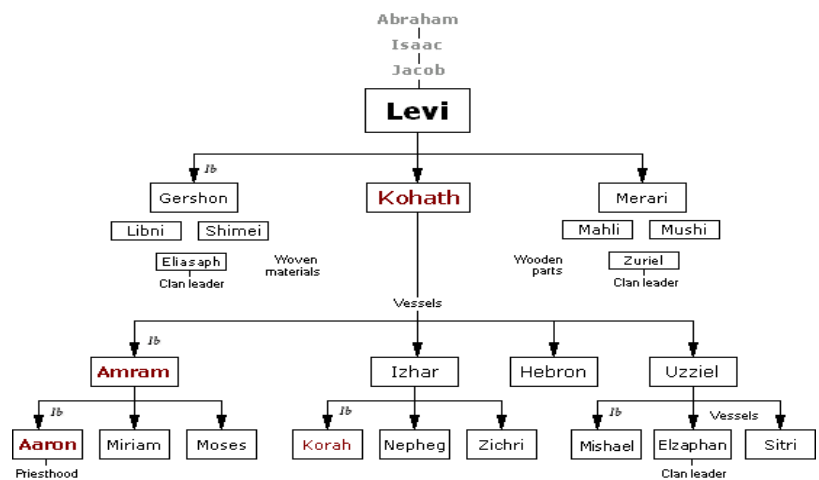 Abraham
Isaac
Jacob
Levi
Ib
Gershon
Kohath
Merari
Libni
Shimei
Mahli
Mushi
Eliasaph
Clan leader
Woven
materials
Wooden
parts
Zuriel
Clan leader
Vessels
Ib
Amram
Izhar
Hebron
Uzziel
Ib
Ib
Ib
Vessels
Aaron
Miriam
Moses
Korah
Nepheg
Zichri
Mishael
Elzaphan
Sitri
Priesthood
Clan leader